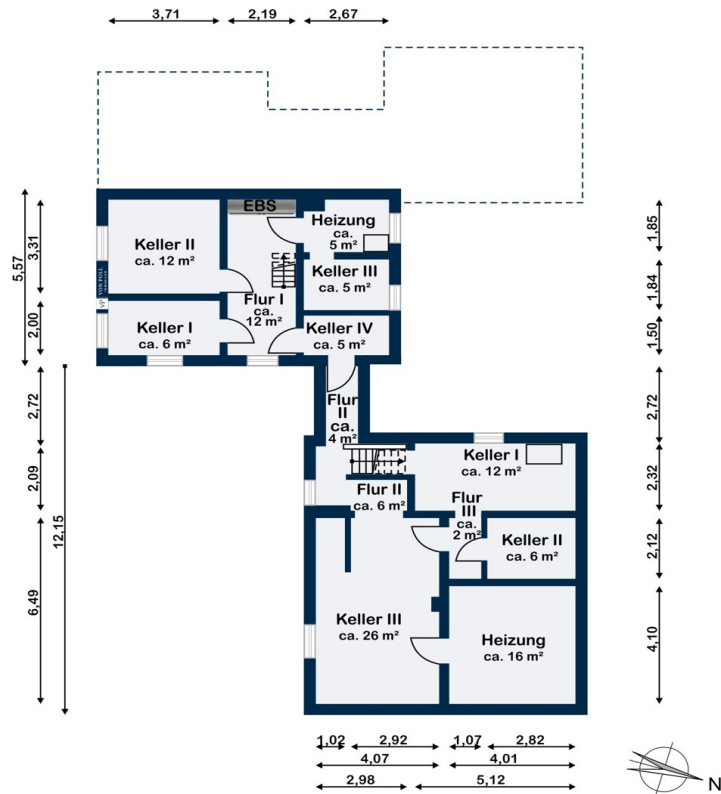 3,71
2,19
2,67
EBS
Heizung
ca.
5 m²
Keller II
ca. 12 m²
Keller III
ca. 5 m²
Flur I
ca.
12 m²
Keller I
ca. 6 m²
Keller IV
ca. 5 m²
VON POLL
VP
5,57
3,31
2,00
1,85
1,84
1,50
Flur
II
ca.
4 m²
Keller I
ca. 12 m²
Flur II
ca. 6 m²
Flur
III
ca.
2 m²
Keller II
ca. 6 m²
Keller III
ca. 26 m²
Heizung
ca. 16 m²
12,15
2,72
2,09
6,49
2,72
2,32
2,12
4,10
1,02
2,92
1,07
2,82
4,07
4,01
2,98
5,12
N